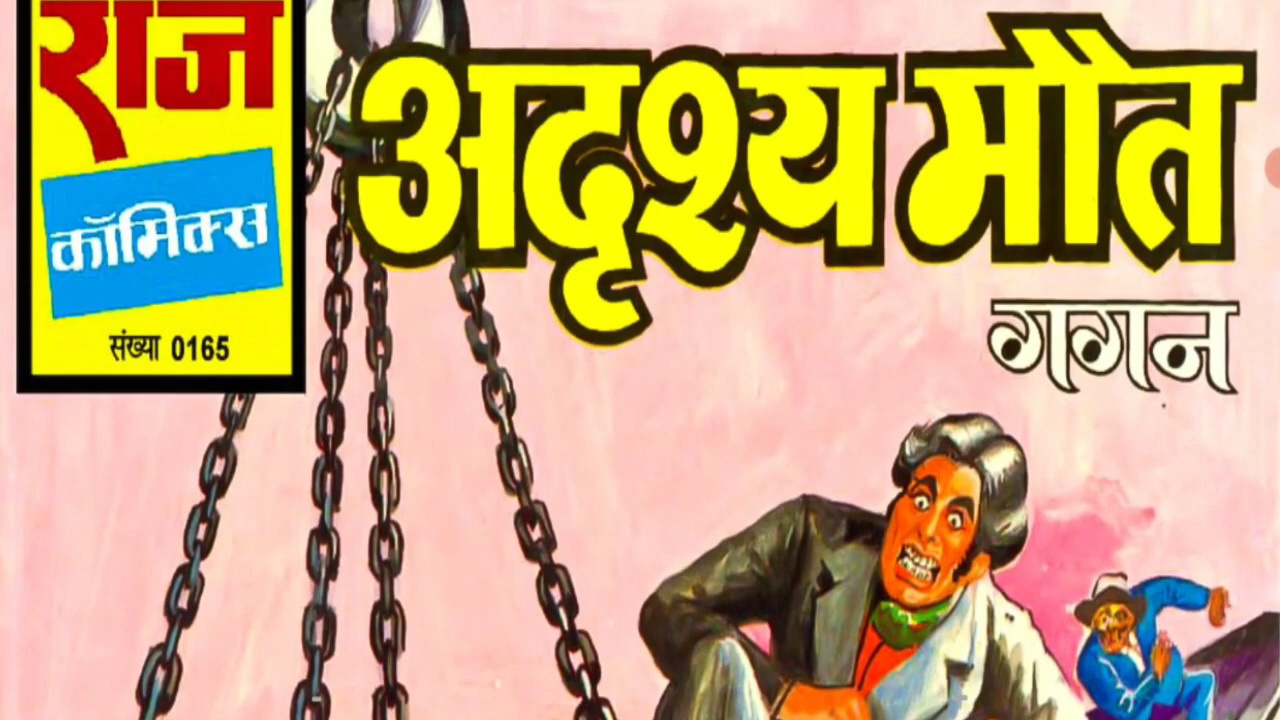 राज
कॉमिक्स
संख्या 0165
अदृश्य मौत
गगन